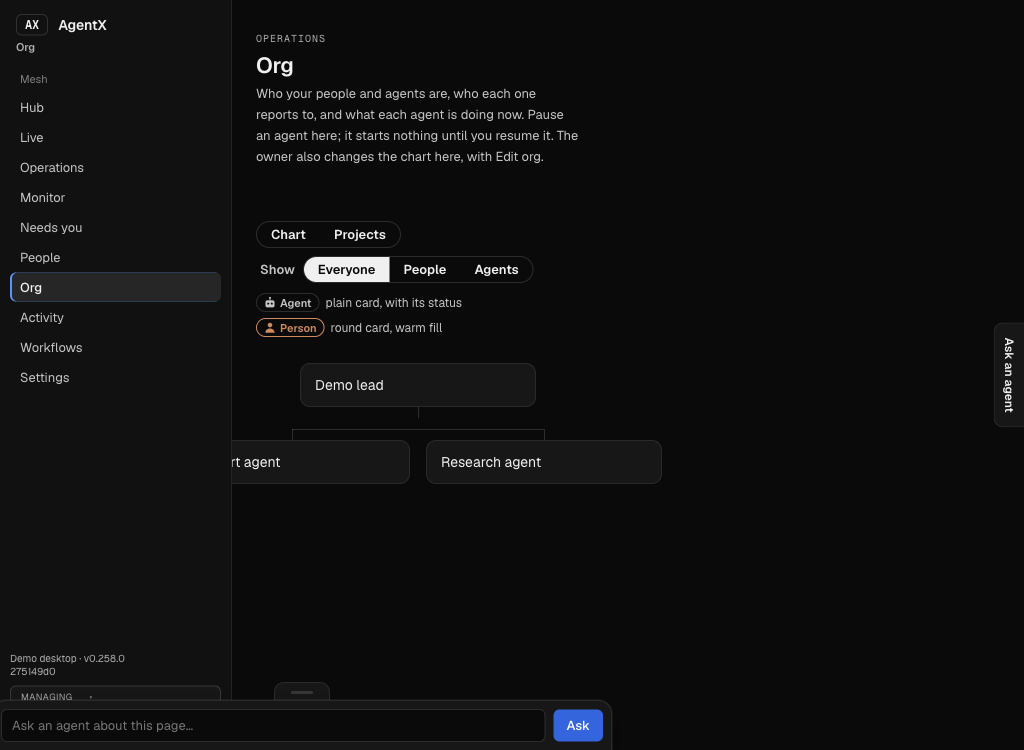 AX AgentX
Org
Mesh
Hub
Live
Operations
Monitor
Needs you
People
Org
Activity
Workflows
Settings
Demo desktop · v0.258.0
275149d0
MANAGING
OPERATIONS
Org
Who your people and agents are, who each one
reports to, and what each agent is doing now. Pause
an agent here; it starts nothing until you resume it. The
owner also changes the chart here, with Edit org.
Chart Projects
Show Everyone People Agents
Agent plain card, with its status
Person round card, warm fill
Demo lead
rt agent Research agent
Ask an agent
Ask an agent about this page... Ask